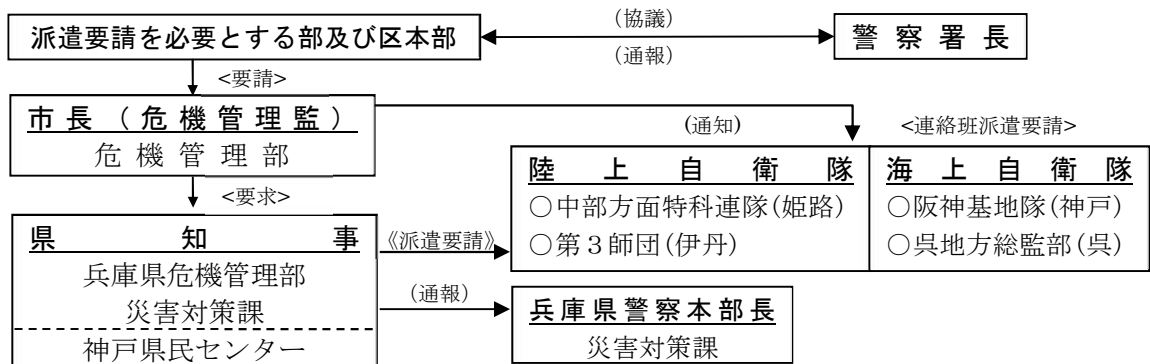 (協議)
派遣要請を必要とする部及び区本部
警察署長
(通報)
<要請>
市長(危機管理監)
危機管理部
(通知)
<連絡班派遣要請>
陸上自衛隊
○中部方面特科連隊(姫路)
○第3師団(伊丹)
海上自衛隊
○阪神基地隊(神戸)
○呉地方総監部(呉)
<要求>
県知事
兵庫県危機管理部
災害対策課
神戸県民センター
《派遣要請》
(通報)
兵庫県警察本部長
災害対策課